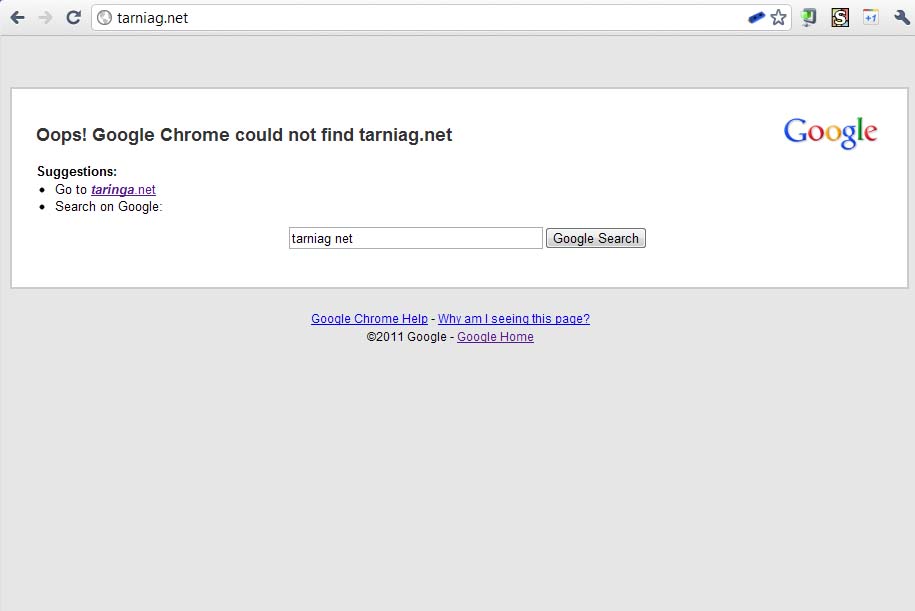 tarniag.net
S
+1
Oops! Google Chrome could not find tarniag.net
Google
Suggestions:
Go to taringa.net
Search on Google:
tarniag net
Google Search
Google Chrome Help - Why am I seeing this page?
©2011 Google - Google Home